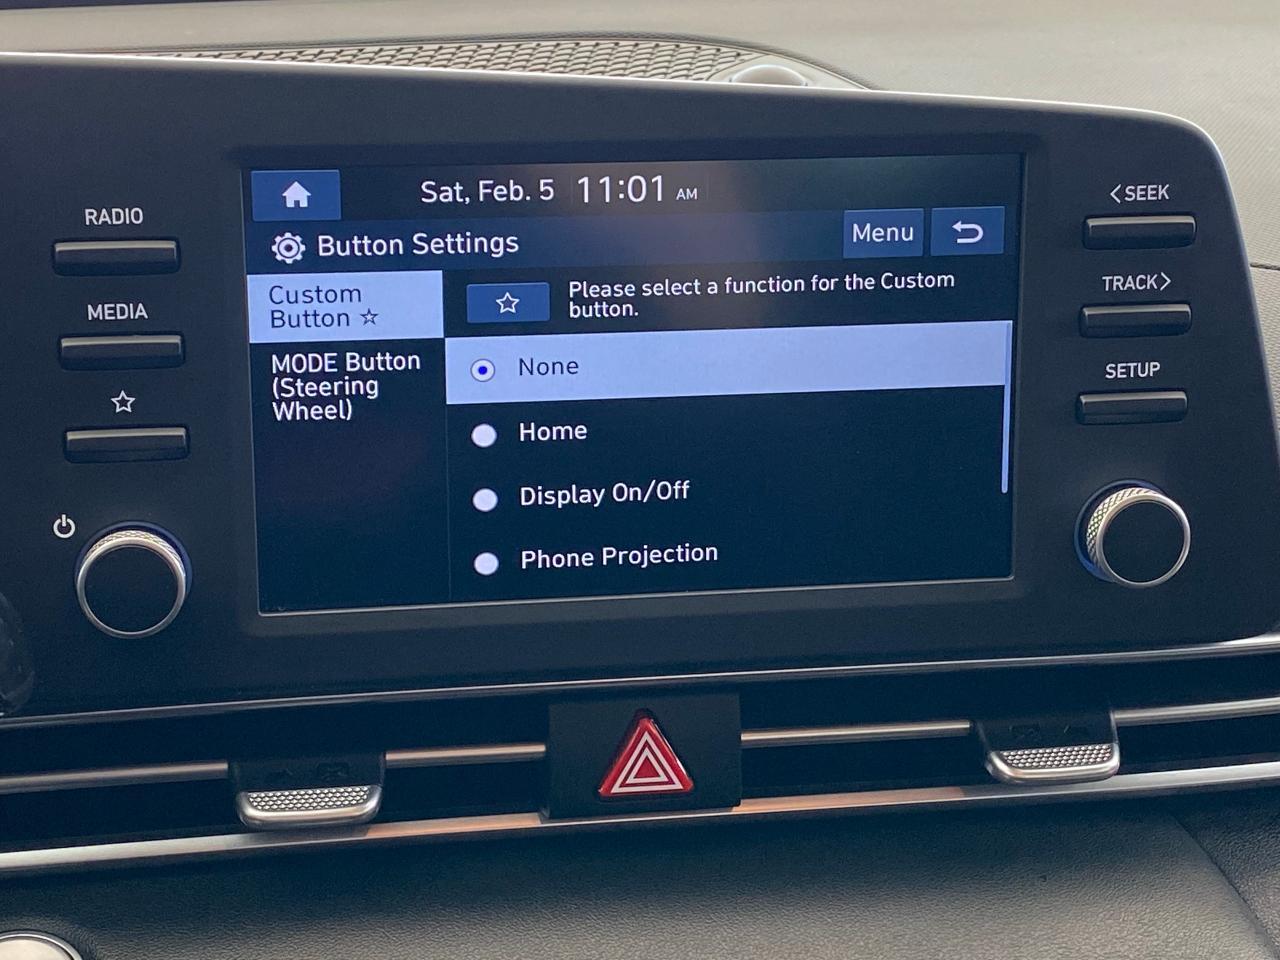 RADIO
MEDIA
Sat, Feb. 5 11:01 AM
Button Settings
Menu
Custom
Button ☆
MODE Button
(Steering
Wheel)
Please select a function for the Custom
button.
None
Home
Display On/Off
Phone Projection
<SEEK
TRACK>
SETUP